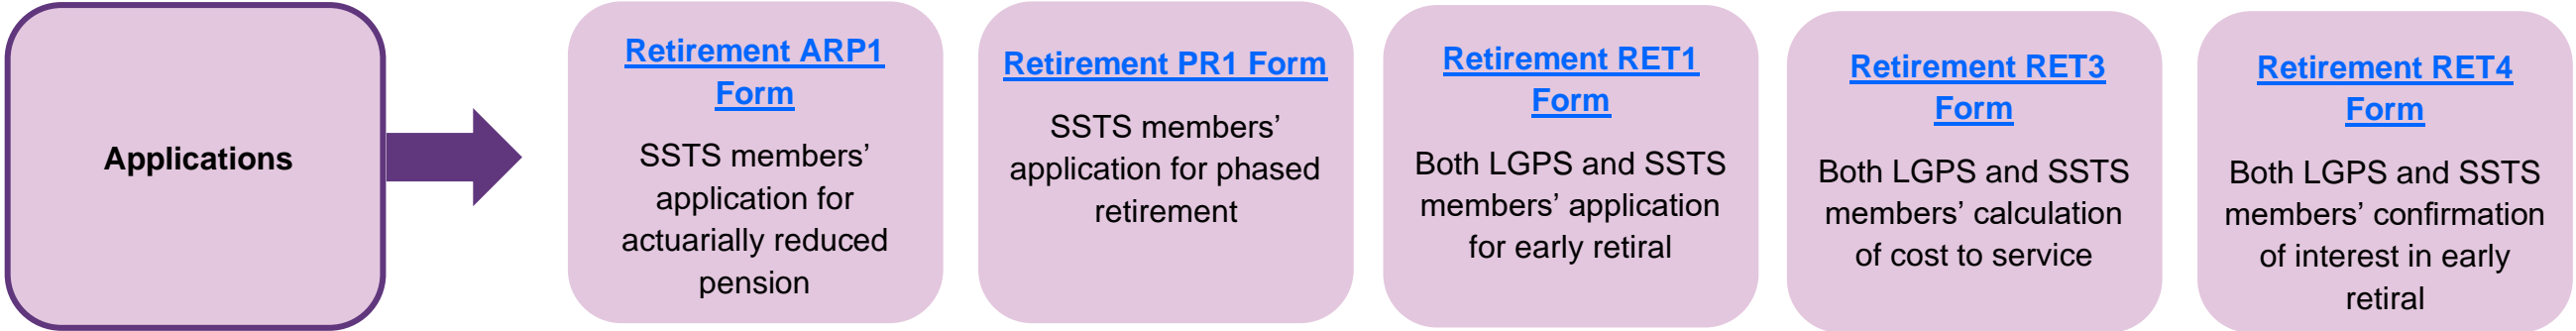 Applications
Retirement ARP1
Form
SSTS members’
application for
actuarially reduced
pension
Retirement PR1 Form
SSTS members’
application for phased
retirement
Retirement RET1
Form
Both LGPS and SSTS
members’ application
for early retiral
Retirement RET3
Form
Both LGPS and SSTS
members’ calculation
of cost to service
Retirement RET4
Form
Both LGPS and SSTS
members’ confirmation
of interest in early
retiral